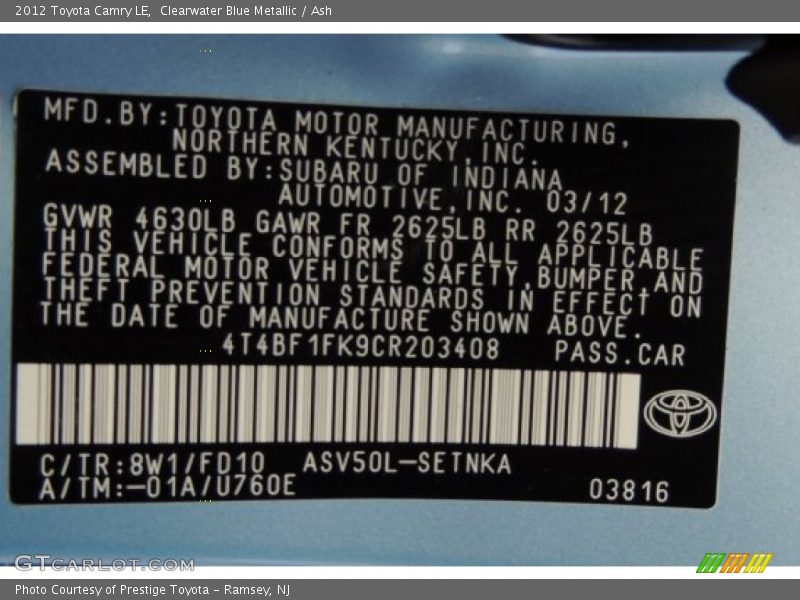 2012 Toyota Camry LE, Clearwater Blue Metallic / Ash
MFD.BY:TOYOTA MOTOR MANUFACTURING,
NORTHERN KENTUCKY,INC.
ASSEMBLED BY:SUBARU OF INDIANA
AUTOMOTIVE,INC. 03/12
GVWR 4630LB GAWR FR 2625LB RR 2625LB
THIS VEHICLE CONFORMS TO ALL APPLICABLE
FEDERAL MOTOR VEHICLE SAFETY,BUMPER,AND
THEFT PREVENTION STANDARDS IN EFFECT ON
THE DATE OF MANUFACTURE SHOWN ABOVE.
4T4BF1FK9CR203408 PASS.CAR
C/TR:8W1/FD10 ASV50L-SETNKA
A/TM:-01A/U760E 03816
GTCarLot.com
Photo Courtesy of Prestige Toyota - Ramsey, NJ